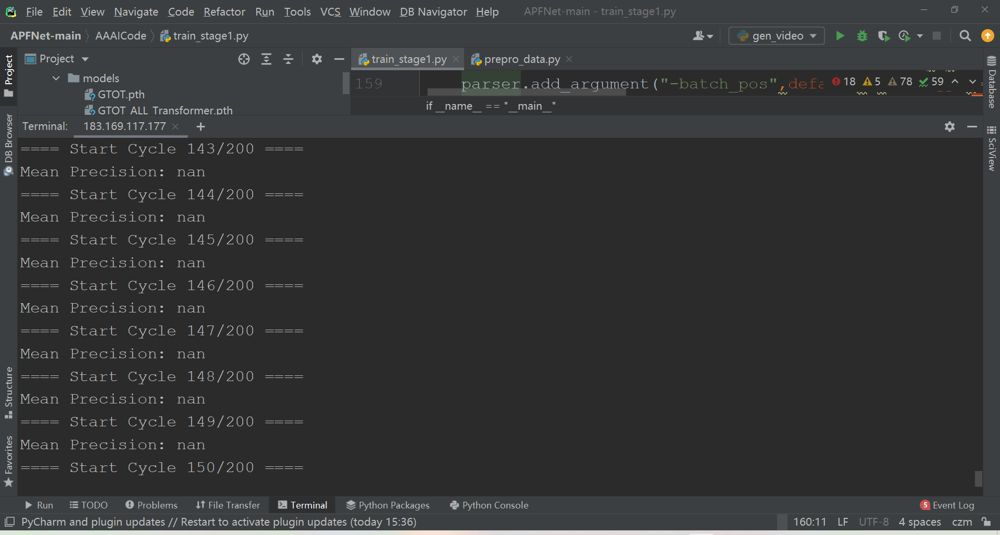 File Edit View Navigate Code Refactor Run Tools VCS Window DB Navigator Help APFNet-main - train_stage1.py
APFNet-main AAAICode train_stage1.py gen_video
Project train_stage1.py prepro_data.py
models
GTOT.pth
GTOT_ALL_Transformer.pth
159 parser.add_argument("-batch_pos",defa 18 5 78 59
if __name__ == "__main__"
Terminal: 183.169.117.177
==== Start Cycle 143/200 ====
Mean Precision: nan
==== Start Cycle 144/200 ====
Mean Precision: nan
==== Start Cycle 145/200 ====
Mean Precision: nan
==== Start Cycle 146/200 ====
Mean Precision: nan
==== Start Cycle 147/200 ====
Mean Precision: nan
==== Start Cycle 148/200 ====
Mean Precision: nan
==== Start Cycle 149/200 ====
Mean Precision: nan
==== Start Cycle 150/200 ====
Project
DB Browser
Structure
Favorites
Database
SciView
Run TODO Problems File Transfer Terminal Python Packages Python Console 5 Event Log
PyCharm and plugin updates // Restart to activate plugin updates (today 15:36) 160:11 LF UTF-8 4 spaces czm